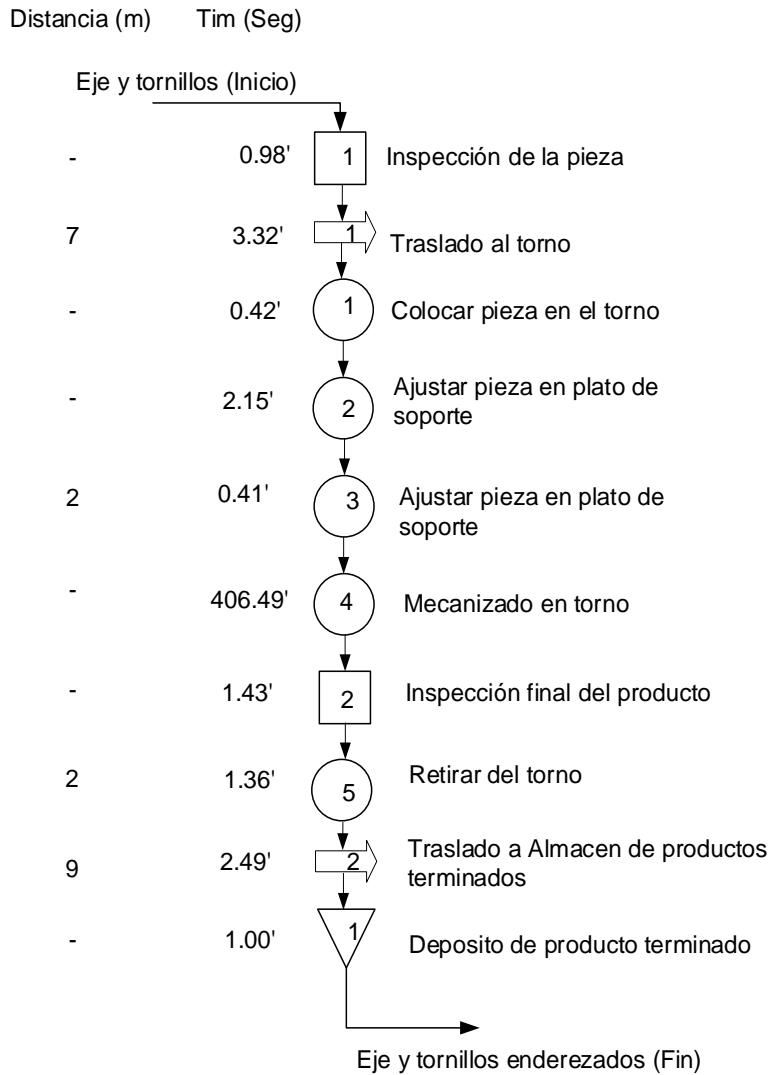 Distancia (m) Tim (Seg)
Eje y tornillos (Inicio)
- 0.98' 1 Inspección de la pieza
7 3.32' 1 Traslado al torno
- 0.42' 1 Colocar pieza en el torno
- 2.15' 2 Ajustar pieza en plato de
soporte
2 0.41' 3 Ajustar pieza en plato de
soporte
- 406.49' 4 Mecanizado en torno
- 1.43' 2 Inspección final del producto
2 1.36' 5 Retirar del torno
9 2.49' 2 Traslado a Almacen de productos
terminados
- 1.00' 1 Deposito de producto terminado
Eje y tornillos enderezados (Fin)